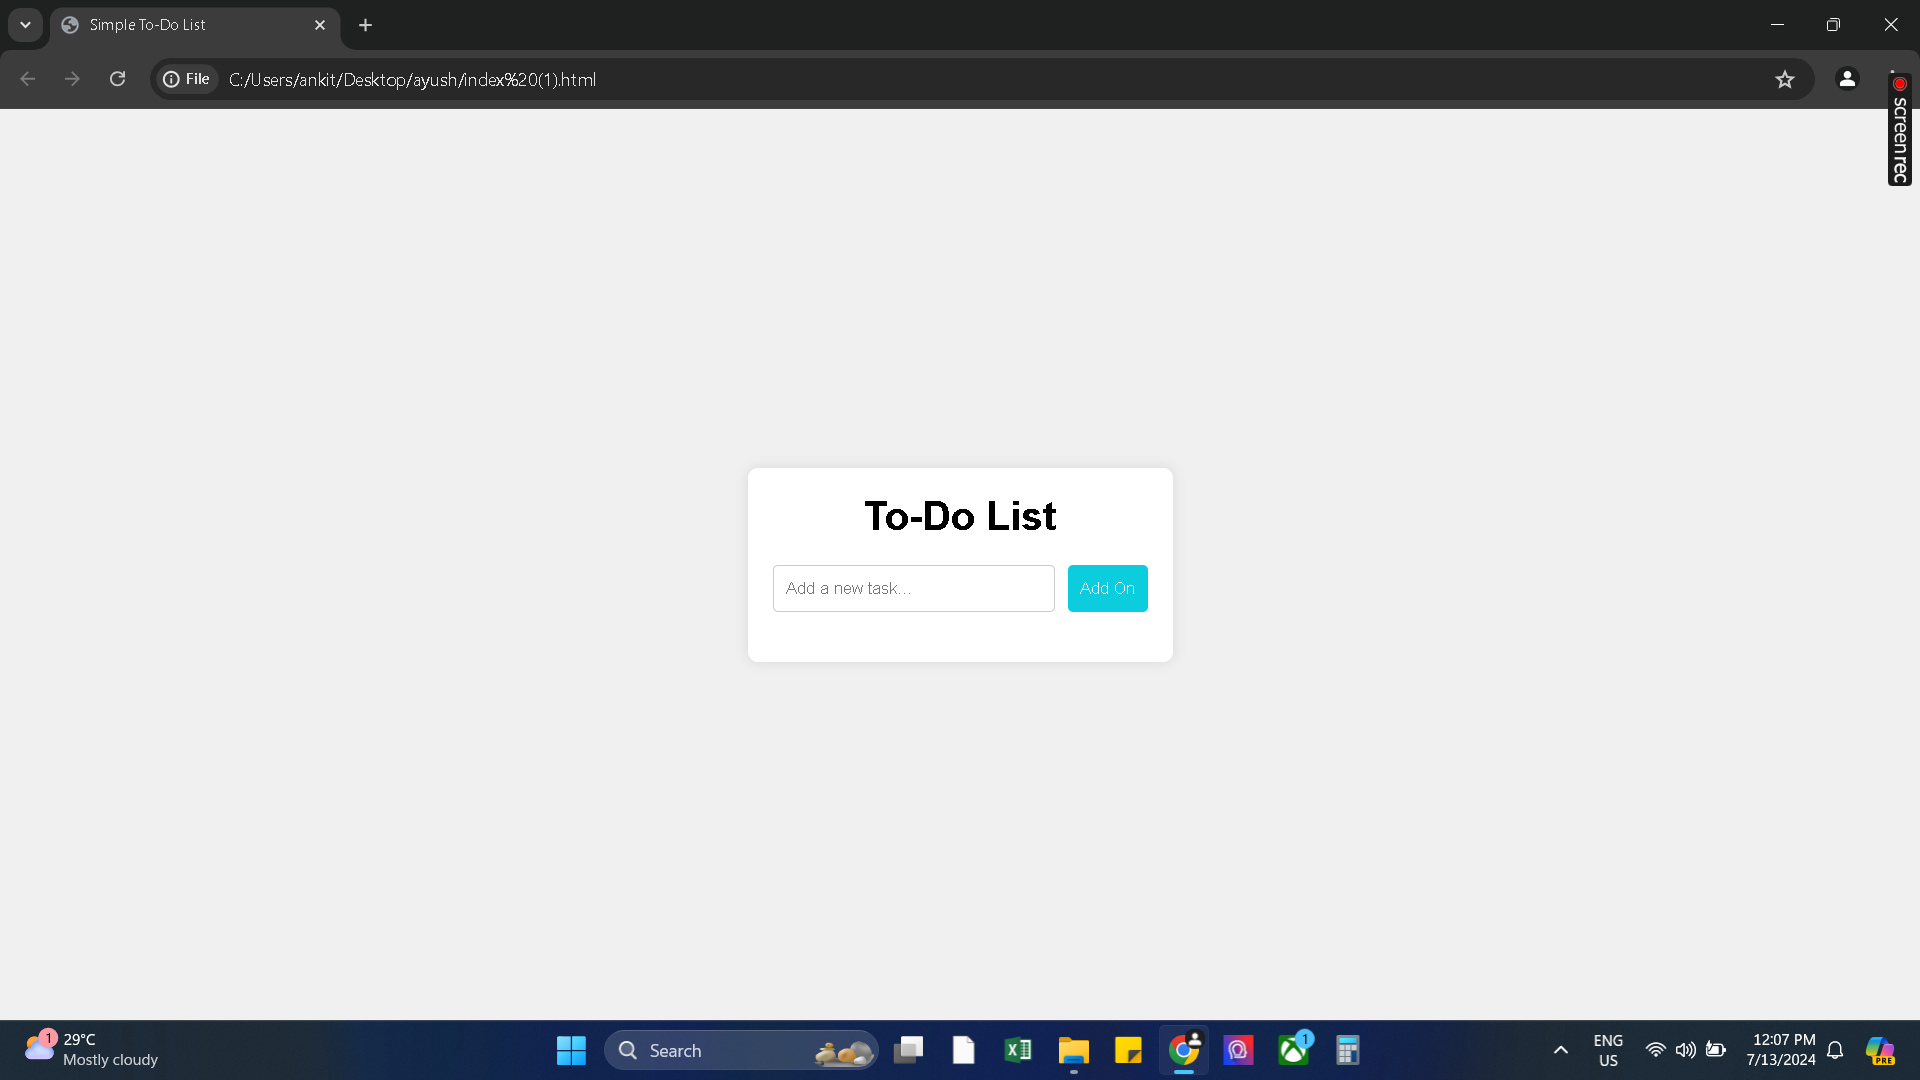 Simple To-Do List
File
C:/Users/ankit/Desktop/ayush/index%20(1).html
screenrec
To-Do List
Add a new task...
Add On
1
29°C
Mostly cloudy
Search
1
ENG
US
12:07 PM
7/13/2024
PRE